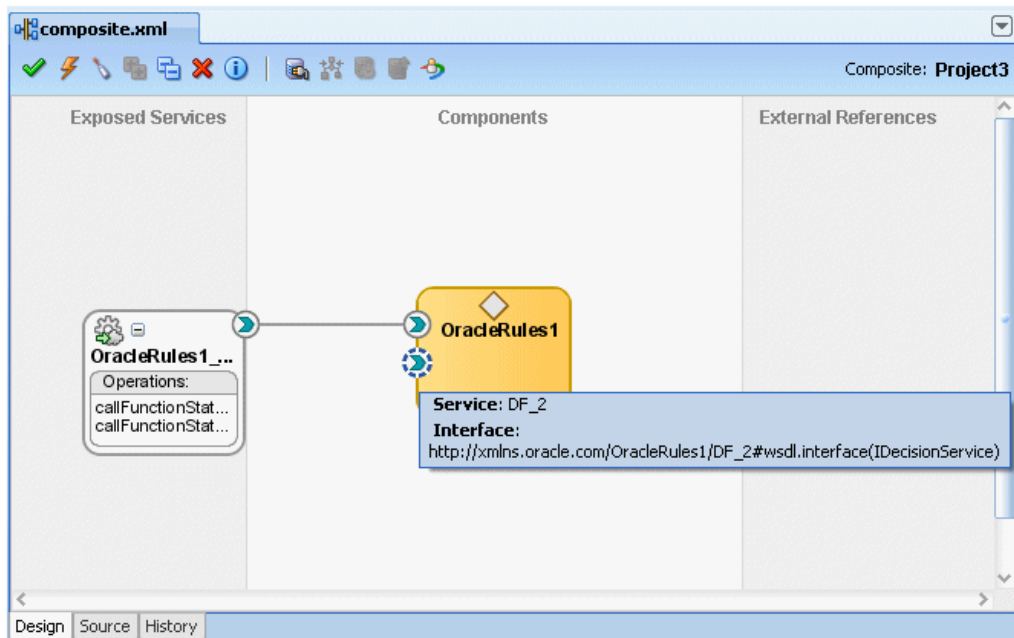 composite.xml
Composite: Project3
Exposed Services
Components
External References
OracleRules1_...
Operations:
callFunctionStat...
callFunctionStat...
OracleRules1
Service: DF_2
Interface:
http://xmlns.oracle.com/OracleRules1/DF_2#wsdl.interface(IDecisionService)
Design Source History